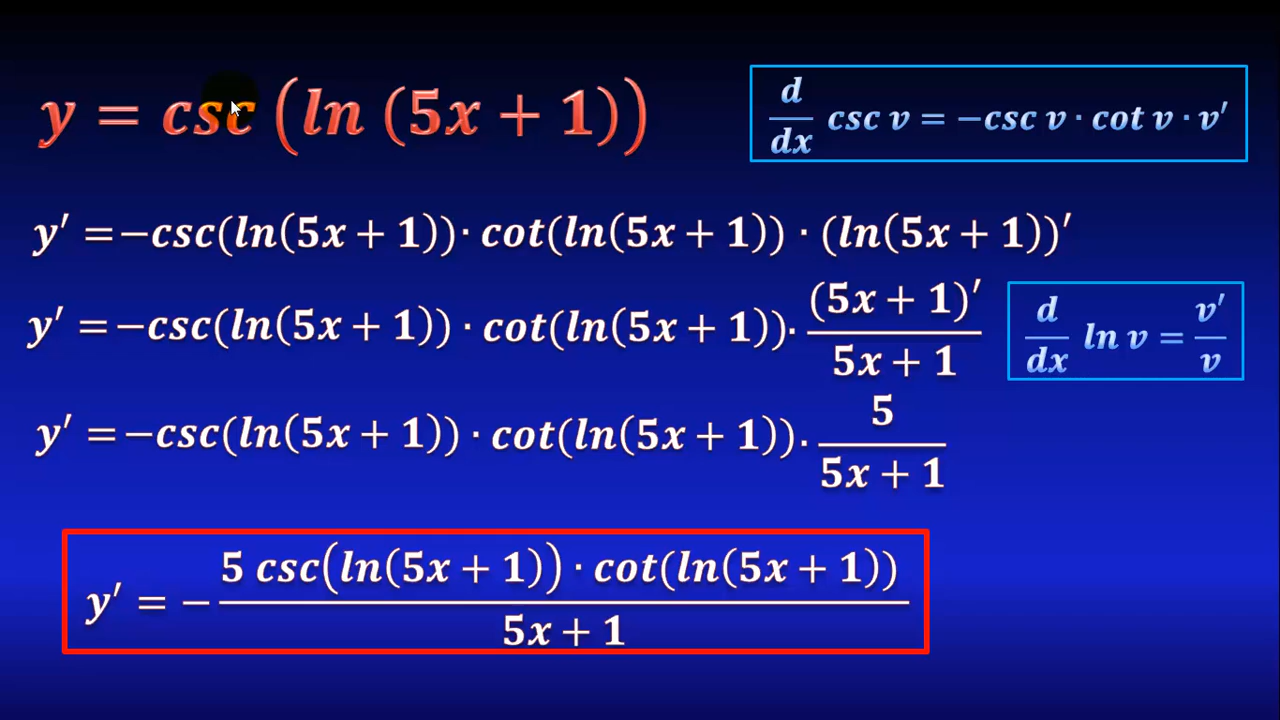 y = csc (ln (5x + 1))
d/dx csc v = −csc v · cot v · v′
y′ = −csc(ln(5x + 1)) · cot(ln(5x + 1)) · (ln(5x + 1))′
y′ = −csc(ln(5x + 1)) · cot(ln(5x + 1)) · (5x + 1)′/5x + 1
d/dx ln v = v′/v
y′ = −csc(ln(5x + 1)) · cot(ln(5x + 1)) · 5/5x + 1
y′ = − 5 csc(ln(5x + 1)) · cot(ln(5x + 1))/5x + 1